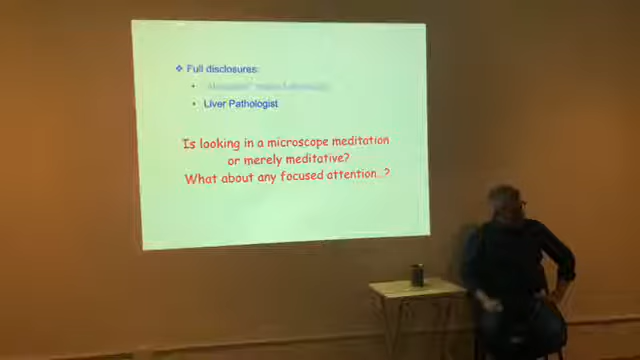 ❖ Full disclosures:
• Liver Pathologist
Is looking in a microscope meditation
or merely meditative?
What about any focused attention…?